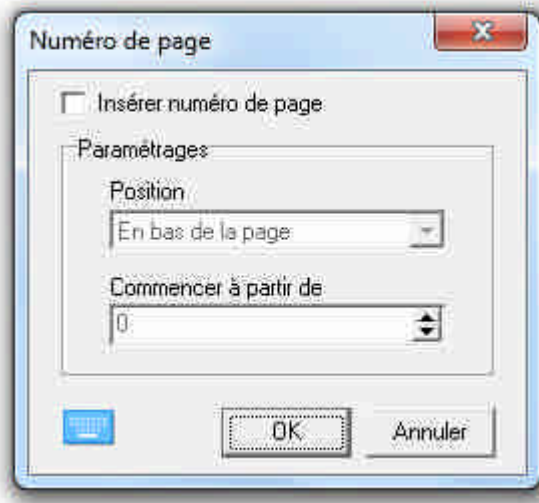 Numéro de page
Insérer numéro de page
Paramétrages
Position
En bas de la page
Commencer à partir de
0
OK
Annuler